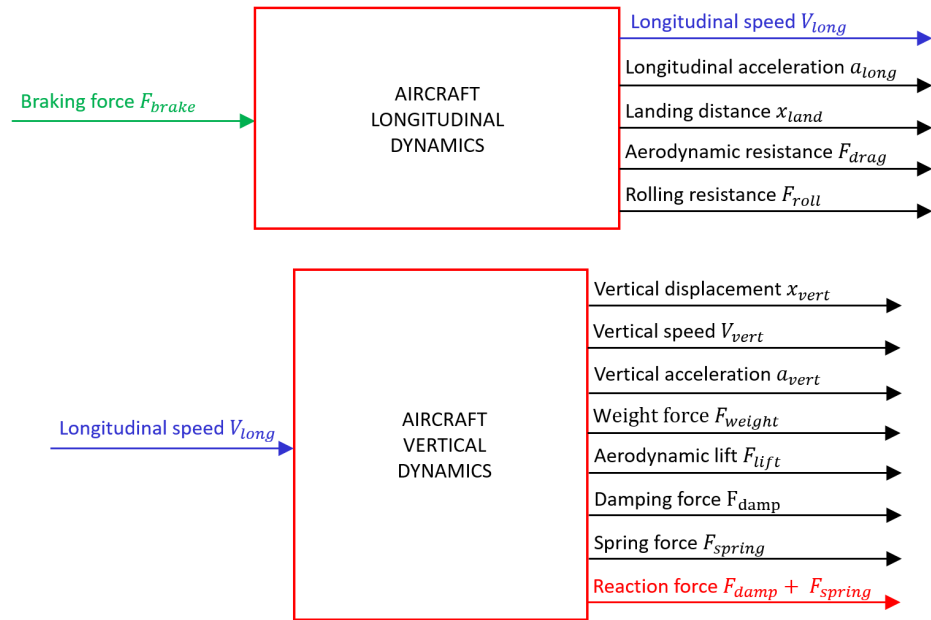 Longitudinal speed V_long
Longitudinal acceleration a_long
Braking force F_brake
AIRCRAFT
LONGITUDINAL
DYNAMICS
Landing distance x_land
Aerodynamic resistance F_drag
Rolling resistance F_roll
Vertical displacement x_vert
Vertical speed V_vert
Vertical acceleration a_vert
Longitudinal speed V_long
AIRCRAFT
VERTICAL
DYNAMICS
Weight force F_weight
Aerodynamic lift F_lift
Damping force F_damp
Spring force F_spring
Reaction force F_damp + F_spring